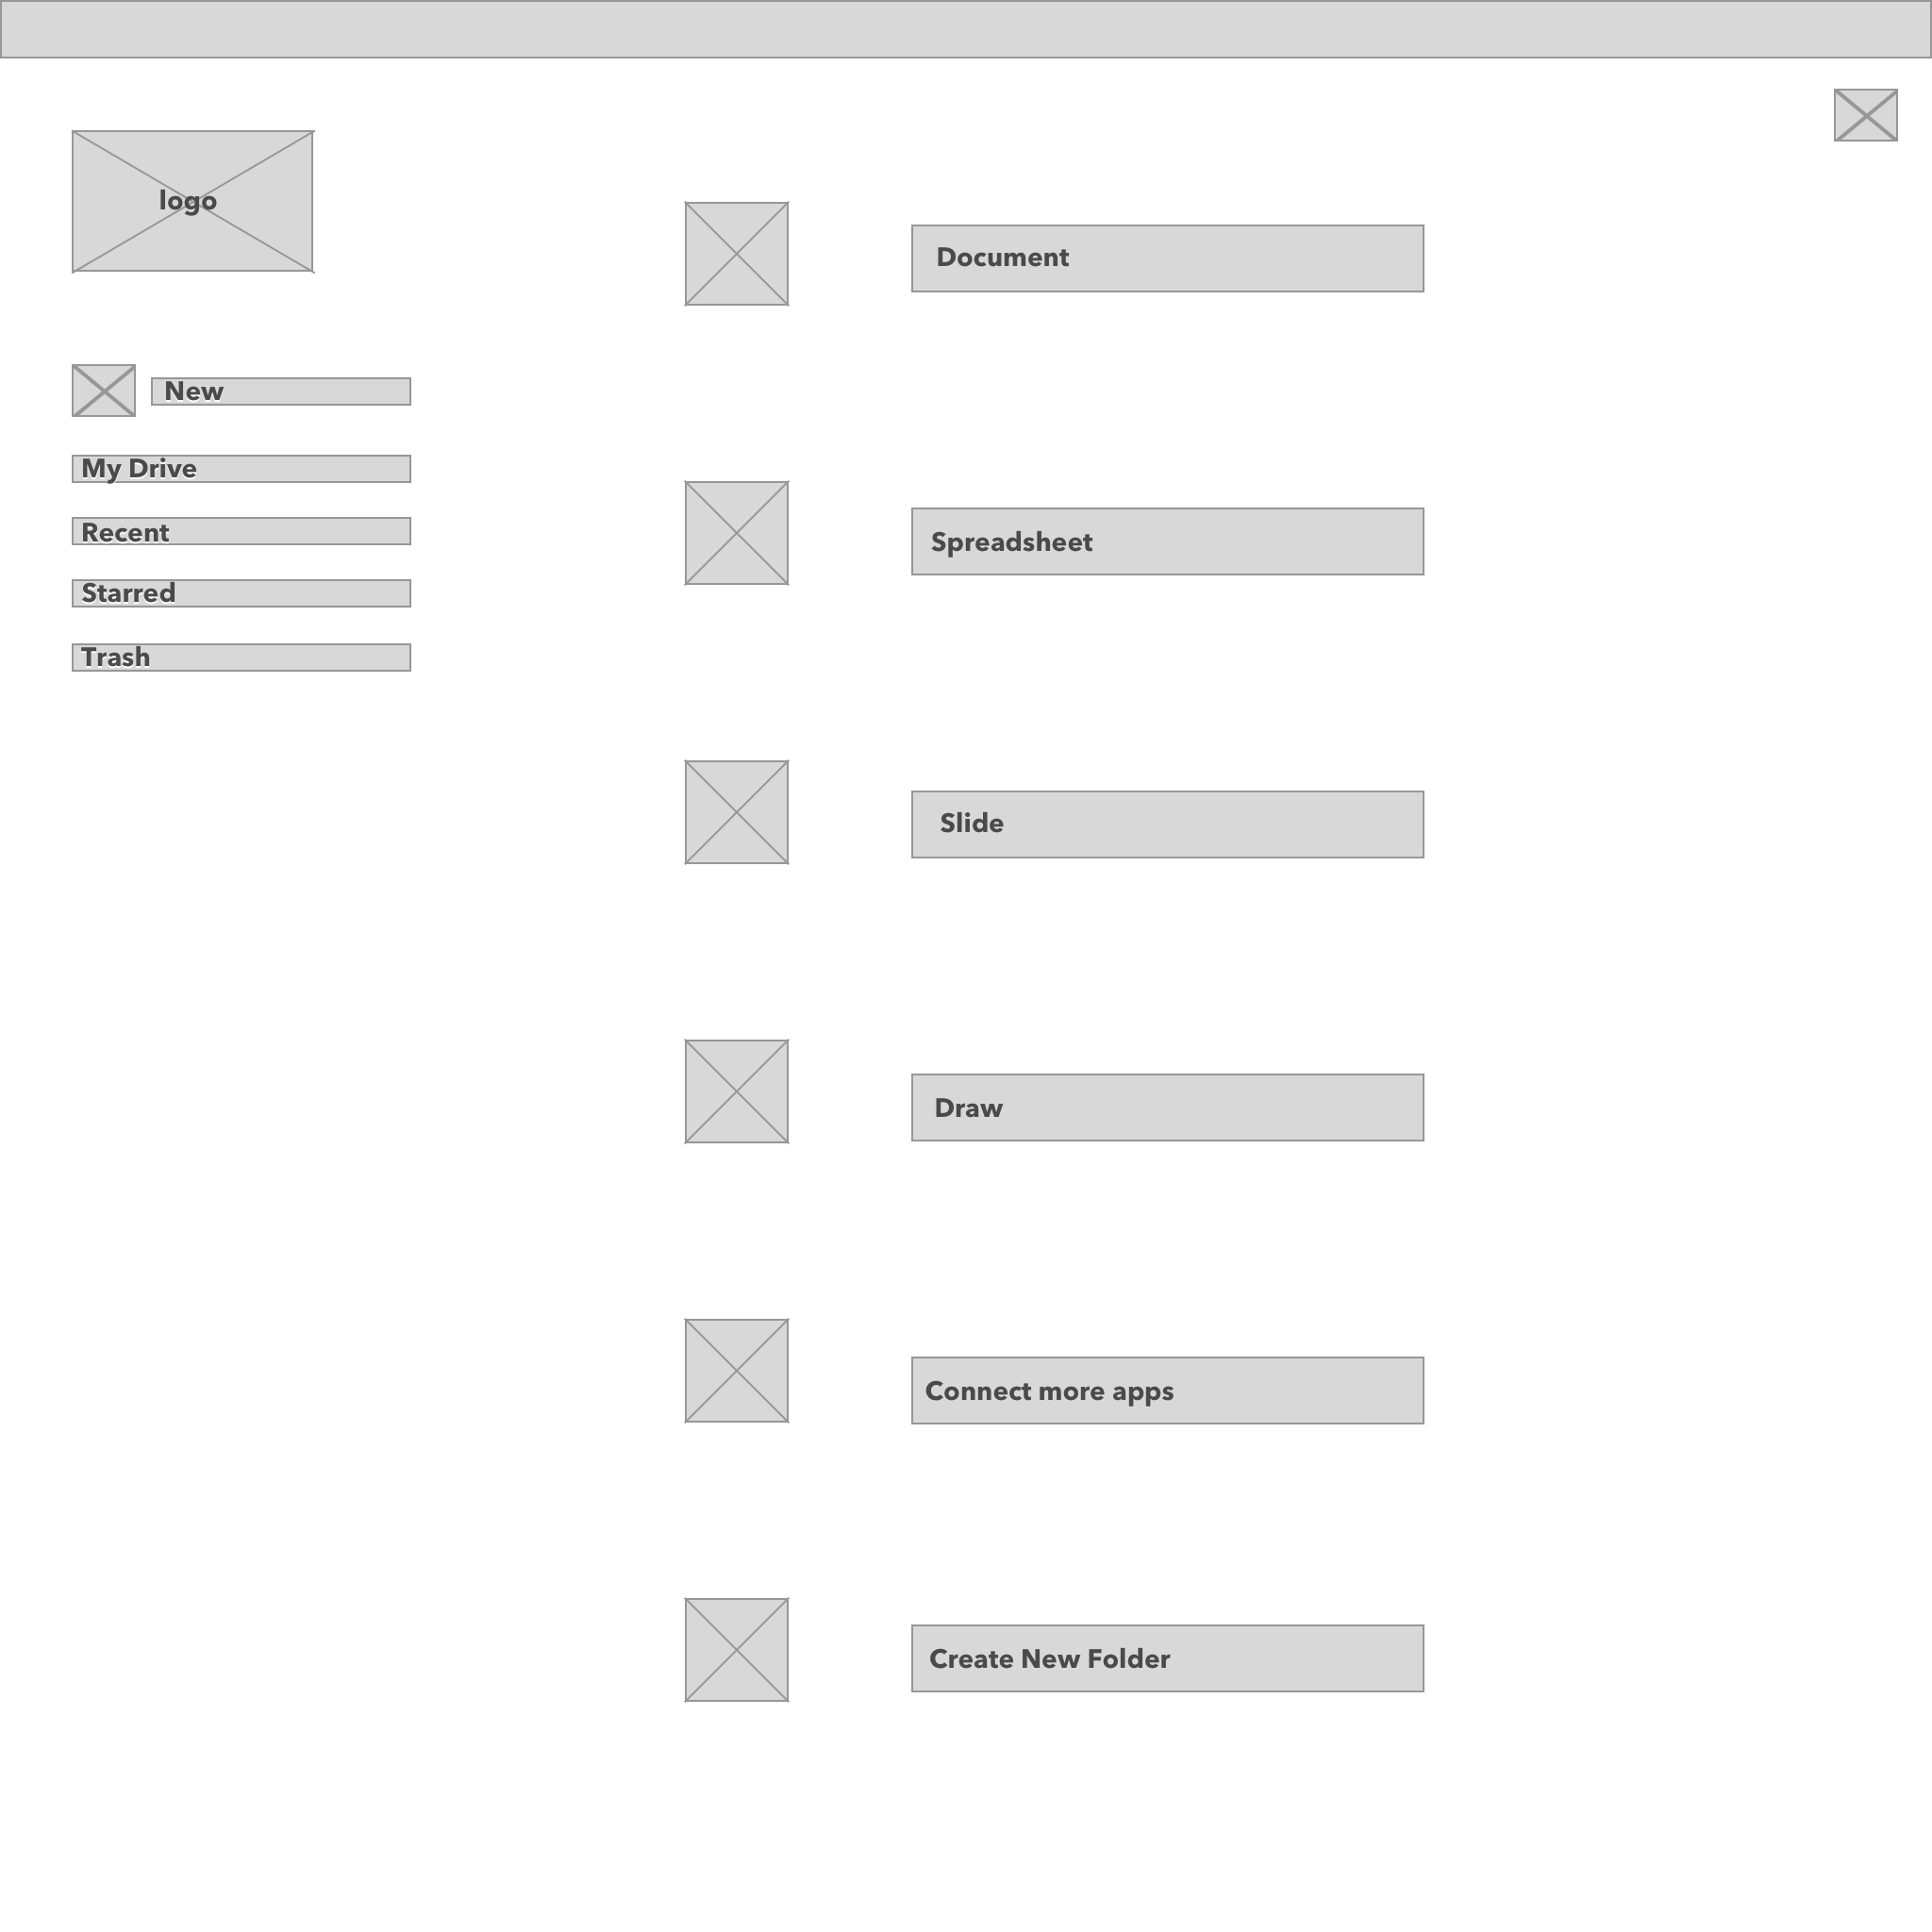 logo
New
My Drive
Recent
Starred
Trash
Document
Spreadsheet
Slide
Draw
Connect more apps
Create New Folder